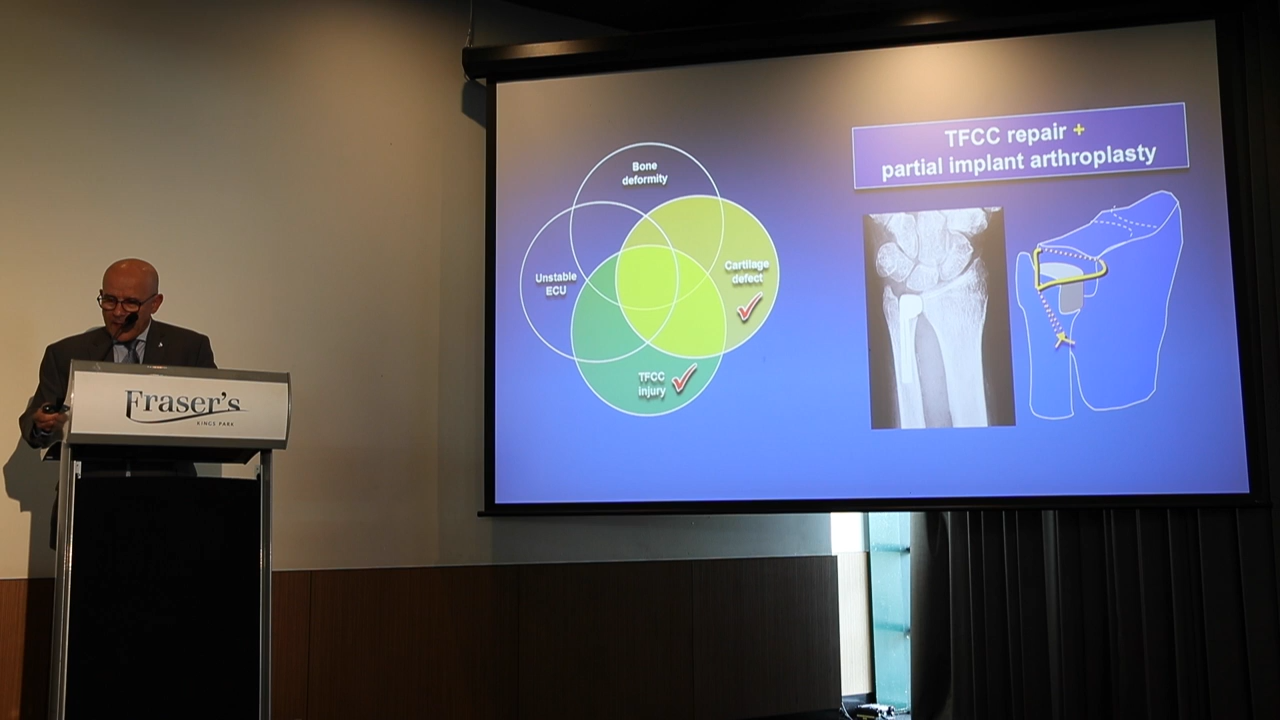 Bone
deformity
Unstable
ECU
Cartilage
defect
TFCC
injury
TFCC repair +
partial implant arthroplasty
Fraser's
KINGS PARK